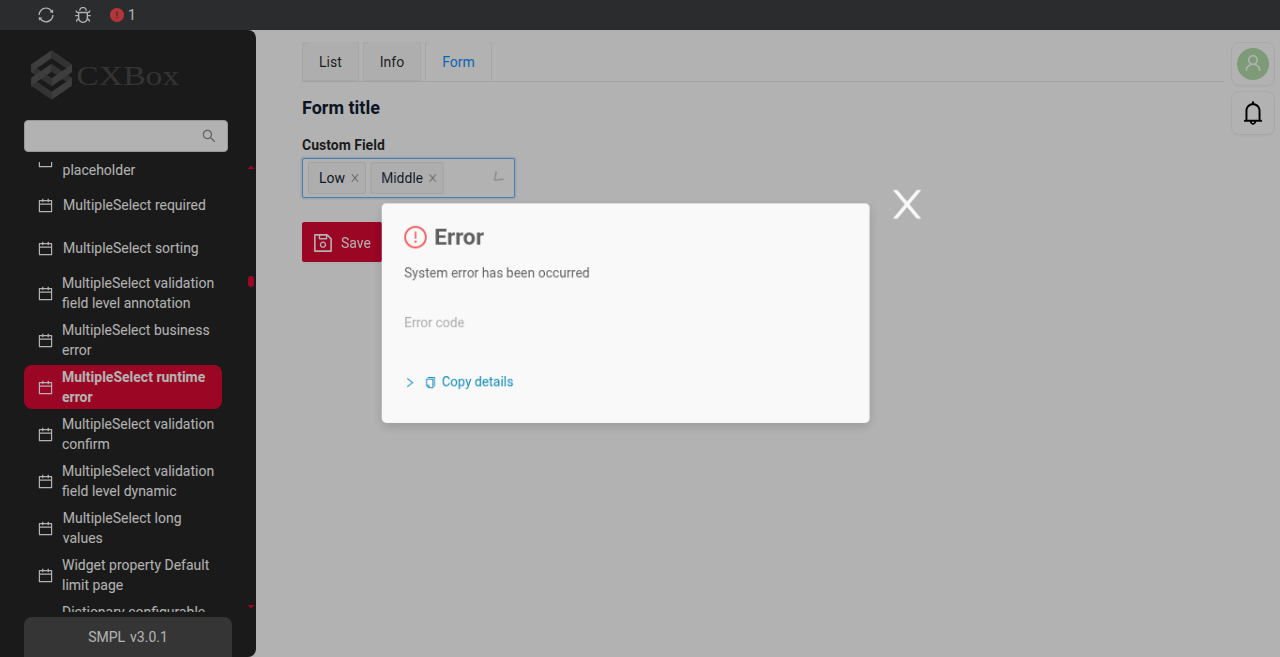 1
CXBox
placeholder
MultipleSelect required
MultipleSelect sorting
MultipleSelect validation
field level annotation
MultipleSelect business
error
MultipleSelect runtime
error
MultipleSelect validation
confirm
MultipleSelect validation
field level dynamic
MultipleSelect long
values
Widget property Default
limit page
Dictionary configurable
SMPL v3.0.1
List
Info
Form
Form title
Custom Field
Low
Middle
Save
Error
System error has been occurred
Error code
Copy details